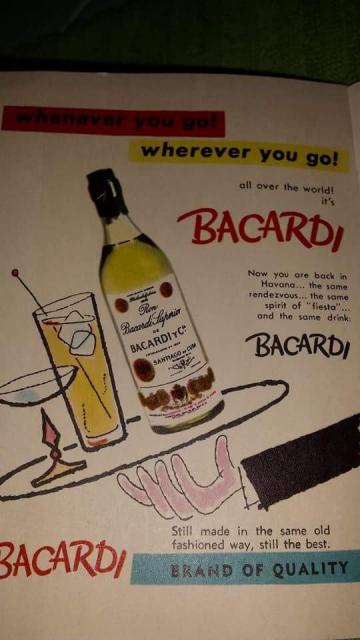 whenever you go!
wherever you go!
all over the world!
it's
BACARDI
Now you are back in
Havana... the same
rendezvous... the same
spirit of "fiesta"...
and the same drink:
BACARDI
Ron
Bacardi Superior
DE
BACARDI Y Cª
SANTIAGO DE CUBA
Still made in the same old
fashioned way, still the best.
BACARDI
BRAND OF QUALITY